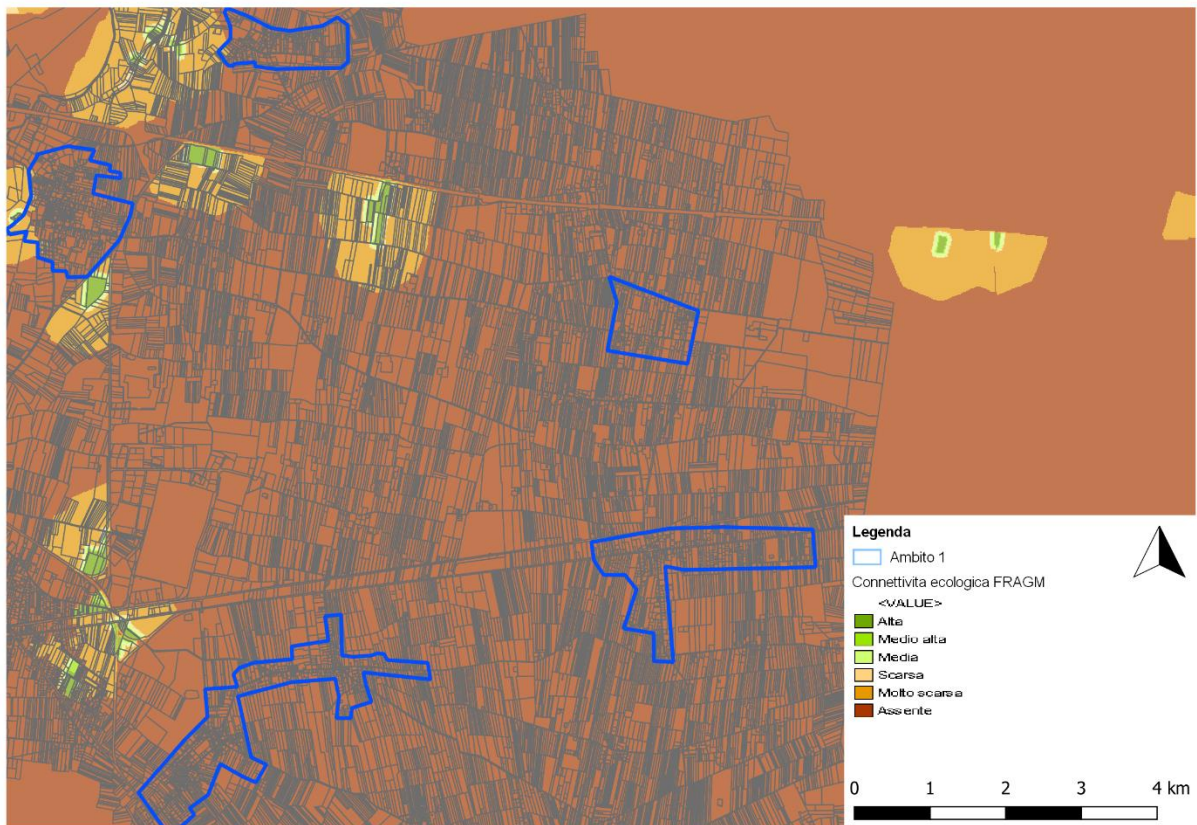 Legenda
Ambito 1
Connettivita ecologica FRAGM
<VALUE>
Alta
Medio alta
Media
Scarsa
Molto scarsa
Assente
0 1 2 3 4 km